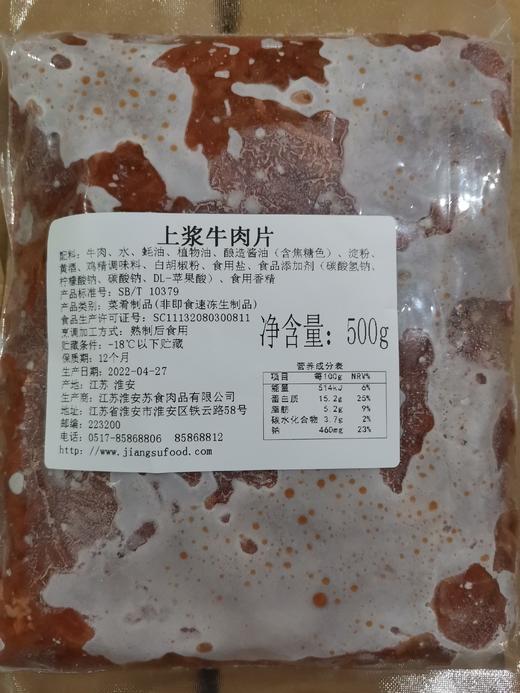 上浆牛肉片
配料：牛肉、水、蚝油、植物油、酿造酱油（含焦糖色）、淀粉、
黄酒、鸡精调味料、白胡椒粉、食用盐、食品添加剂（碳酸氢钠、
柠檬酸钠、碳酸钠、DL-苹果酸）、食用香精
产品标准号：SB/T 10379
产品类别：菜肴制品(非即食速冻生制品)
食品生产许可证号：SC11132080300811
烹调加工方式：熟制后食用
贮藏条件：-18℃以下贮藏
保质期：12个月
生产日期：2022-04-27
产地：江苏 淮安
生产商：江苏淮安苏食肉品有限公司
地址：江苏省淮安市淮安区铁云路58号
邮编：223200
电话：0517-85868806 85868812
http://www.jiangsufood.com
净含量：500g
营养成分表
项目 每100g NRV%
能量 514kJ 6%
蛋白质 15.2g 25%
脂肪 5.2g 9%
碳水化合物 3.7g 2%
钠 460mg 23%